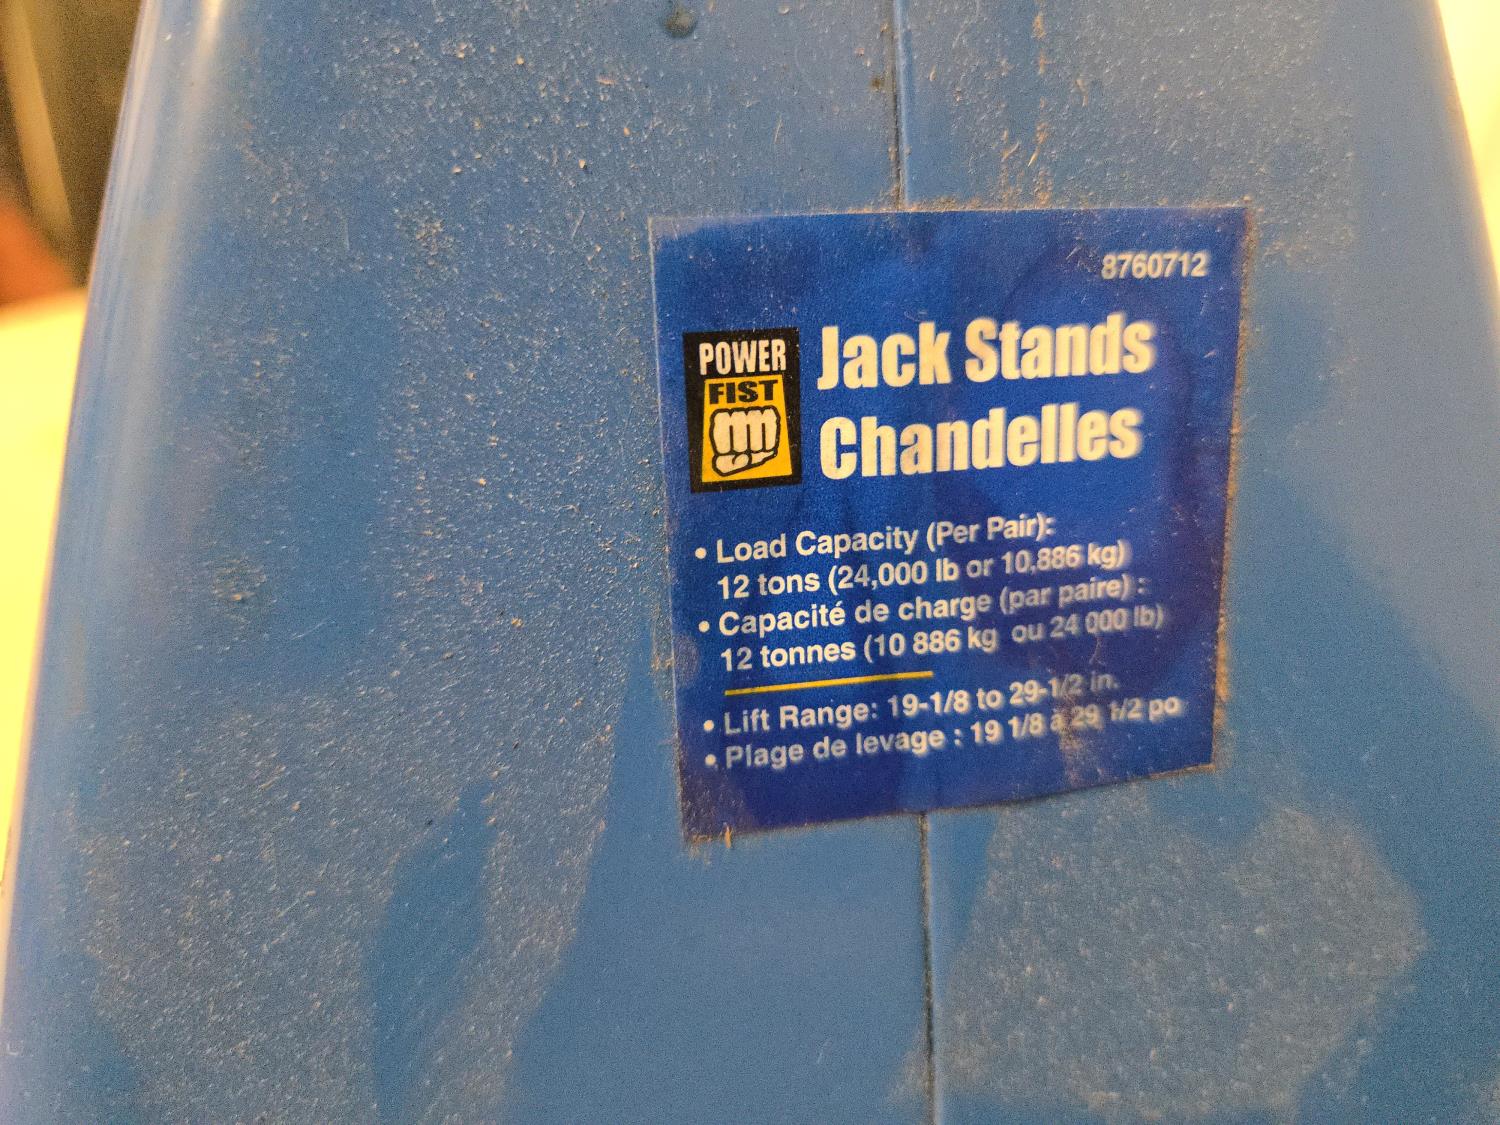 8760712
POWER
FIST
Jack Stands
Chandelles
• Load Capacity (Per Pair):
12 tons (24,000 lb or 10,886 kg)
• Capacité de charge (par paire) :
12 tonnes (10 886 kg ou 24 000 lb)
• Lift Range: 19-1/8 to 29-1/2 in.
• Plage de levage : 19 1/8 à 29 1/2 po